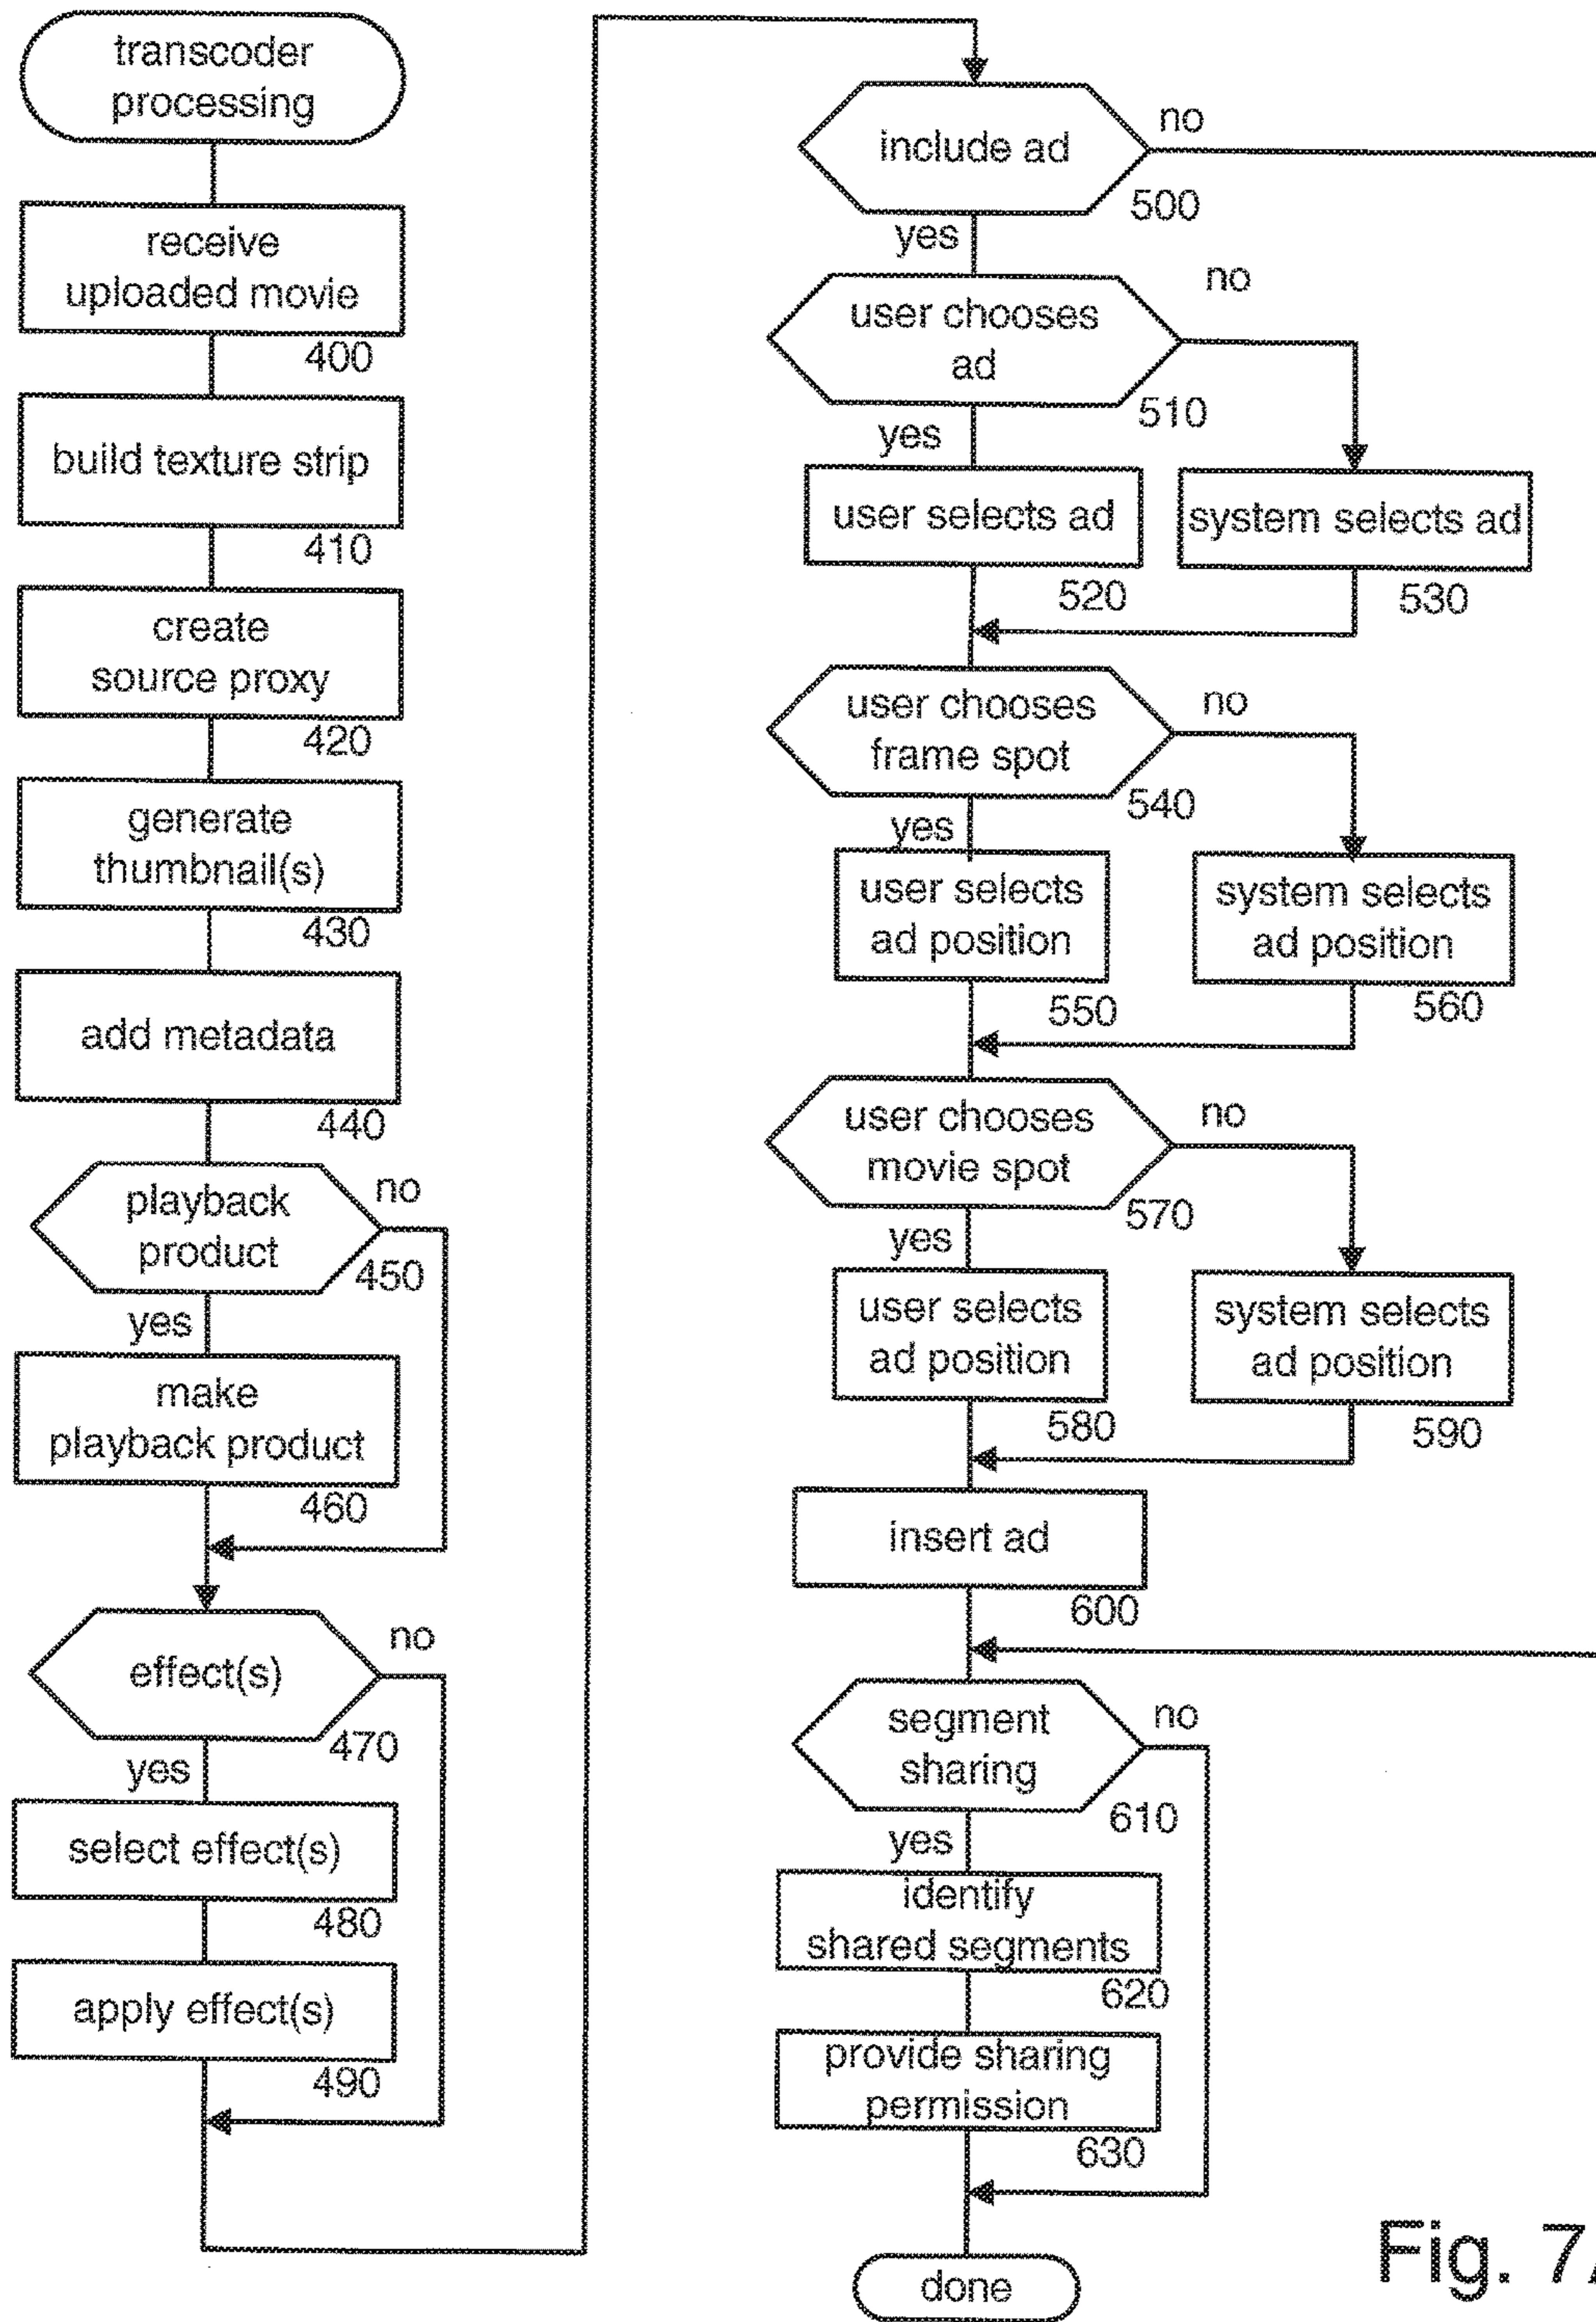 transcoder
processing
receive
uploaded movie
400
build texture strip
410
create
source proxy
420
generate
thumbnail(s)
430
add metadata
440
playback
product
no
450
yes
make
playback product
460
effect(s)
no
470
yes
select effect(s)
480
apply effect(s)
490
include ad
no
500
yes
user chooses
ad
no
510
yes
user selects ad
520
system selects ad
530
user chooses
frame spot
no
540
yes
user selects
ad position
550
system selects
ad position
560
user chooses
movie spot
no
570
yes
user selects
ad position
580
system selects
ad position
590
insert ad
600
segment
sharing
no
610
yes
identify
shared segments
620
provide sharing
permission
630
done
Fig. 7A